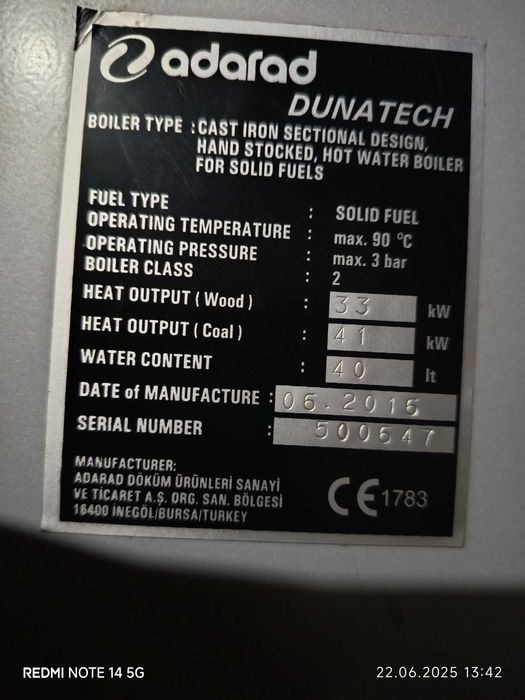 adarad
DUNATECH
BOILER TYPE : CAST IRON SECTIONAL DESIGN,
HAND STOCKED, HOT WATER BOILER
FOR SOLID FUELS
FUEL TYPE : SOLID FUEL
OPERATING TEMPERATURE : max. 90 °C
OPERATING PRESSURE : max. 3 bar
BOILER CLASS : 2
HEAT OUTPUT ( Wood ) : 33 kW
HEAT OUTPUT ( Coal ) : 41 kW
WATER CONTENT : 40 lt
DATE of MANUFACTURE : 06.2016
SERIAL NUMBER : 500647
MANUFACTURER:
ADARAD DÖKÜM ÜRÜNLERİ SANAYİ
VE TİCARET A.Ş. ORG. SAN. BÖLGESİ
16400 İNEGÖL/BURSA/TURKEY
CE 1783
REDMI NOTE 14 5G
22.06.2025 13:42